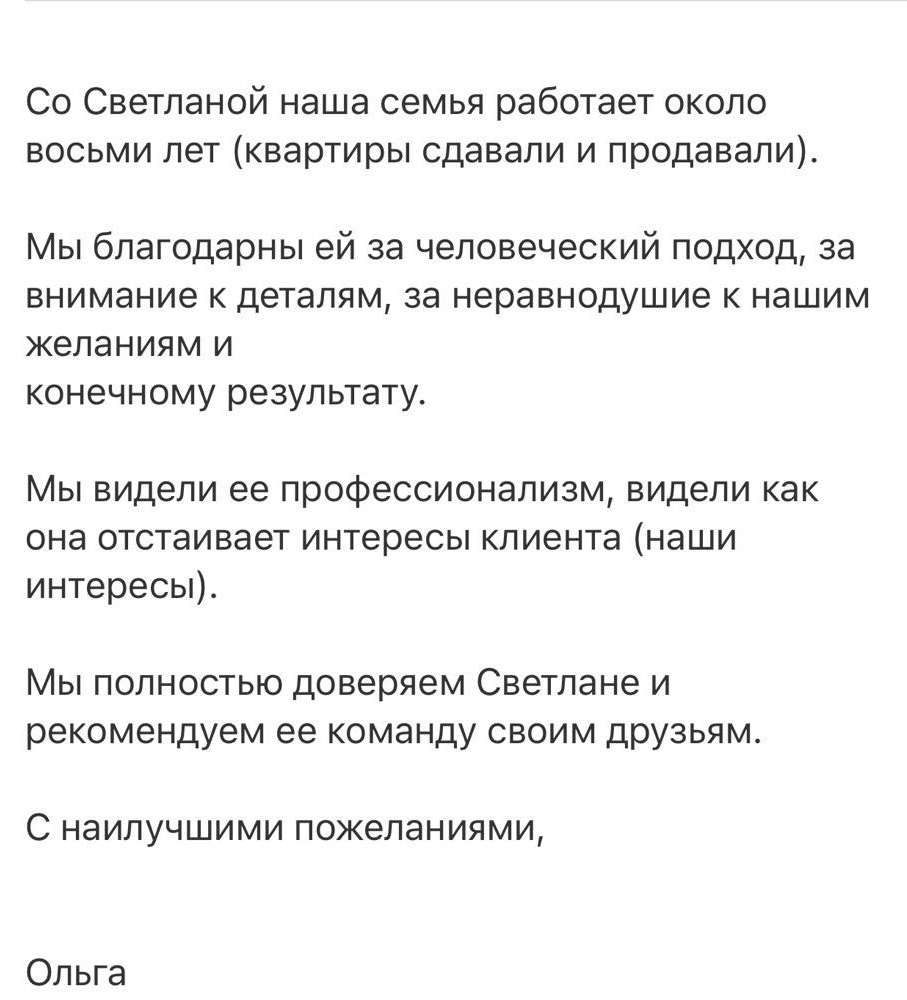 Со Светланой наша семья работает около
восьми лет (квартиры сдавали и продавали).
Мы благодарны ей за человеческий подход, за
внимание к деталям, за неравнодушие к нашим
желаниям и
конечному результату.
Мы видели ее профессионализм, видели как
она отстаивает интересы клиента (наши
интересы).
Мы полностью доверяем Светлане и
рекомендуем ее команду своим друзьям.
С наилучшими пожеланиями,
Ольга